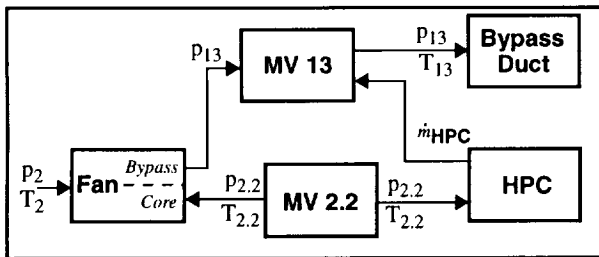 p13
MV 13
p13
T13
Bypass
Duct
ṁHPC
p2
T2
Fan
Bypass
Core
p2.2
T2.2
MV 2.2
p2.2
T2.2
HPC